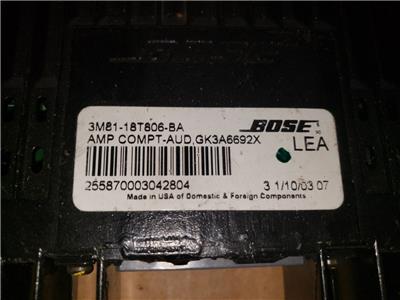 3M81-18T806-BA
BOSE
AMP COMPT-AUD,GK3A6692X
LEA
255870003042804
3 1/10/03 07
Made in USA of Domestic & Foreign Components